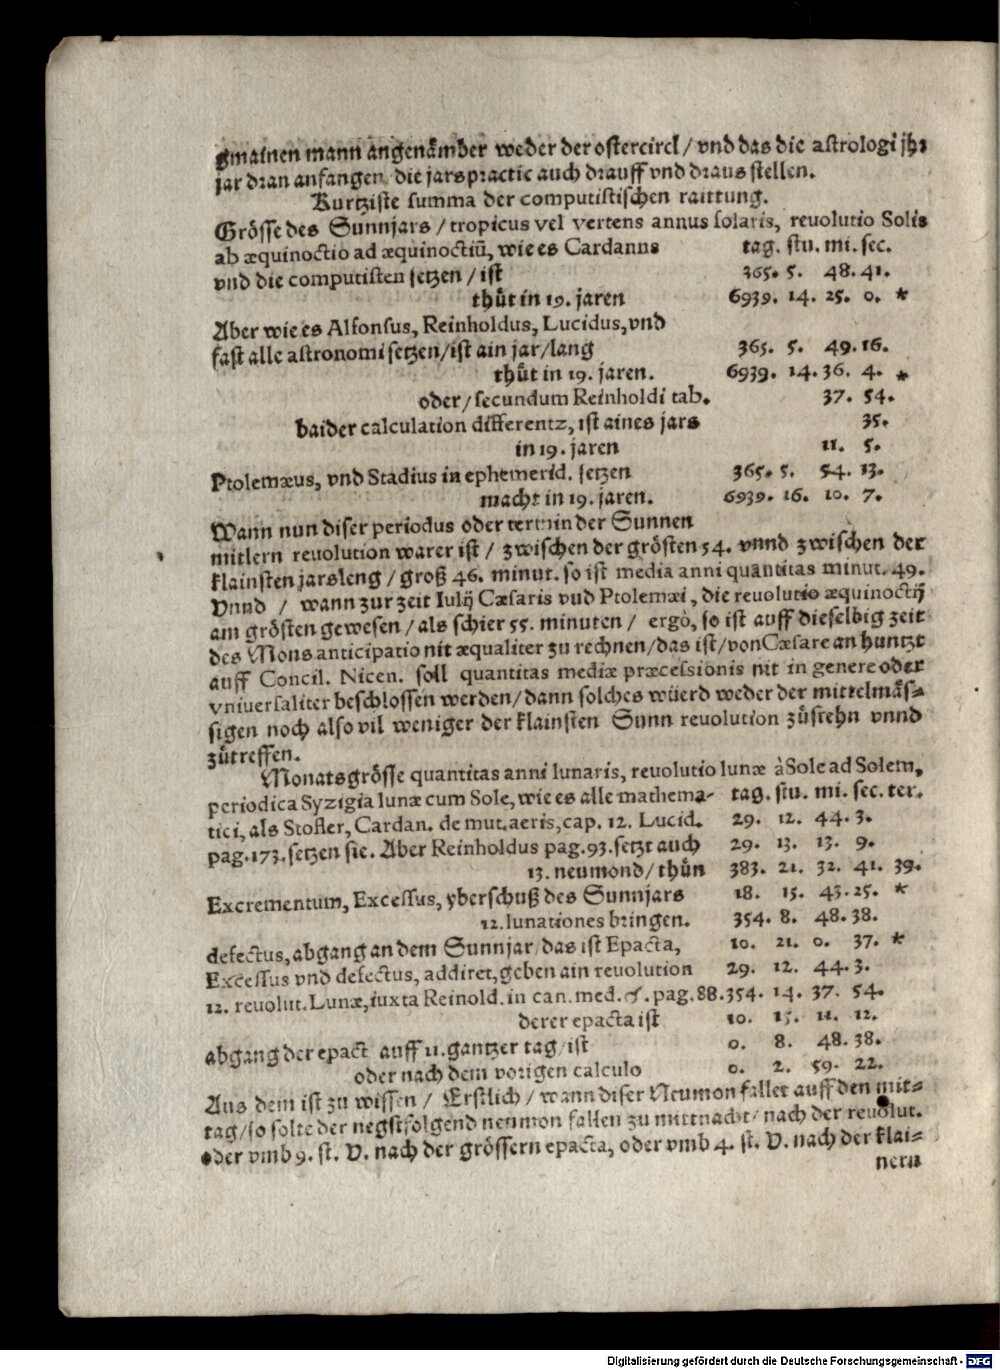 gmainen mann angenämber weder der ostercircl / vnd das die astrologi jhr
jar dran anfangen die jarspractic auch drauff vnd draus stellen.
Kurtziste summa der computistischen raittung.
Grösse des Sunnjars / tropicus vel vertens annus solaris, reuolutio Solis
ab æquinoctio ad æquinoctiū, wie es Cardanus tag. stu. mi. sec.
vnd die computisten setzen / ist 365. 5. 48. 41.
thůt in 19. jaren 6939. 14. 25. 0. *
Aber wie es Alfonsus, Reinholdus, Lucidus, vnd
fast alle astronomi setzen/ist ain jar/lang 365. 5. 49. 16.
thůt in 19. jaren. 6939. 14. 36. 4. *
oder / secundum Reinholdi tab. 37. 54.
baider calculation differentz, ist aines jars 35.
in 19. jaren 11. 5.
Ptolemæus, vnd Stadius in ephemerid. setzen 365. 5. 54. 13.
macht in 19. jaren. 6939. 16. 10. 7.
Wann nun diser periodus oder termin der Sunnen
mitlern reuolution warer ist / zwischen der grösten 54. vnnd zwischen der
klainsten jarsleng / groß 46. minut. so ist media anni quantitas minut. 49.
Vnnd / wann zur zeit Iulij Cæsaris vnd Ptolemæi, die reuolutio æquinoctij
am grösten gewesen / als schier 55. minuten / ergò, so ist auff dieselbig zeit
des Mons anticipatio nit æqualiter zu rechnen/das ist/von Cæsare an huntzt
auff Concil. Nicen. soll quantitas mediæ præcessionis nit in genere oder
vniuersaliter beschlossen werden/dann solches wüerd weder der mittelmäs=
sigen noch also vil weniger der klainsten Sunn reuolution zůstehn vnnd
zůtreffen.
Monatsgrösse quantitas anni lunaris, reuolutio lunæ à Sole ad Solem,
periodica Syzigia lunæ cum Sole, wie es alle mathema- tag. stu. mi. sec. ter.
tici, als Stofler, Cardan. de mut. aeris, cap. 12. Lucid. 29. 12. 44. 3.
pag. 173. setzen sie. Aber Reinholdus pag. 93. setzt auch 29. 13. 13. 9.
13. neumond / thůn 383. 21. 32. 41. 39.
Excrementum, Excessus, yberschuß des Sunnjars 18. 15. 43. 25. *
12. lunationes bringen. 354. 8. 48. 38.
defectus, abgang an dem Sunnjar / das ist Epacta, 10. 21. 0. 37. *
Excessus vnd defectus, addiret, geben ain reuolution 29. 12. 44. 3.
12. reuolut. Lunæ, iuxta Reinold. in can. med. ☌. pag. 88. 354. 14. 37. 54.
derer epacta ist 10. 15. 11. 12.
abgang der epact auff 11. gantzer tag / ist 0. 8. 48. 38.
oder nach dem vorigen calculo 0. 2. 59. 22.
Aus dem ist zu wissen / Erstlich / wann diser Neumon fallet auff den mit=
tag/so solte der negstfolgend neumon fallen zu mittnacht / nach der reuolut.
oder vmb 9. st. V. nach der grössern epacta, oder vmb 4. st. V. nach der klai=
nern
Digitalisierung gefördert durch die Deutsche Forschungsgemeinschaft - DFG